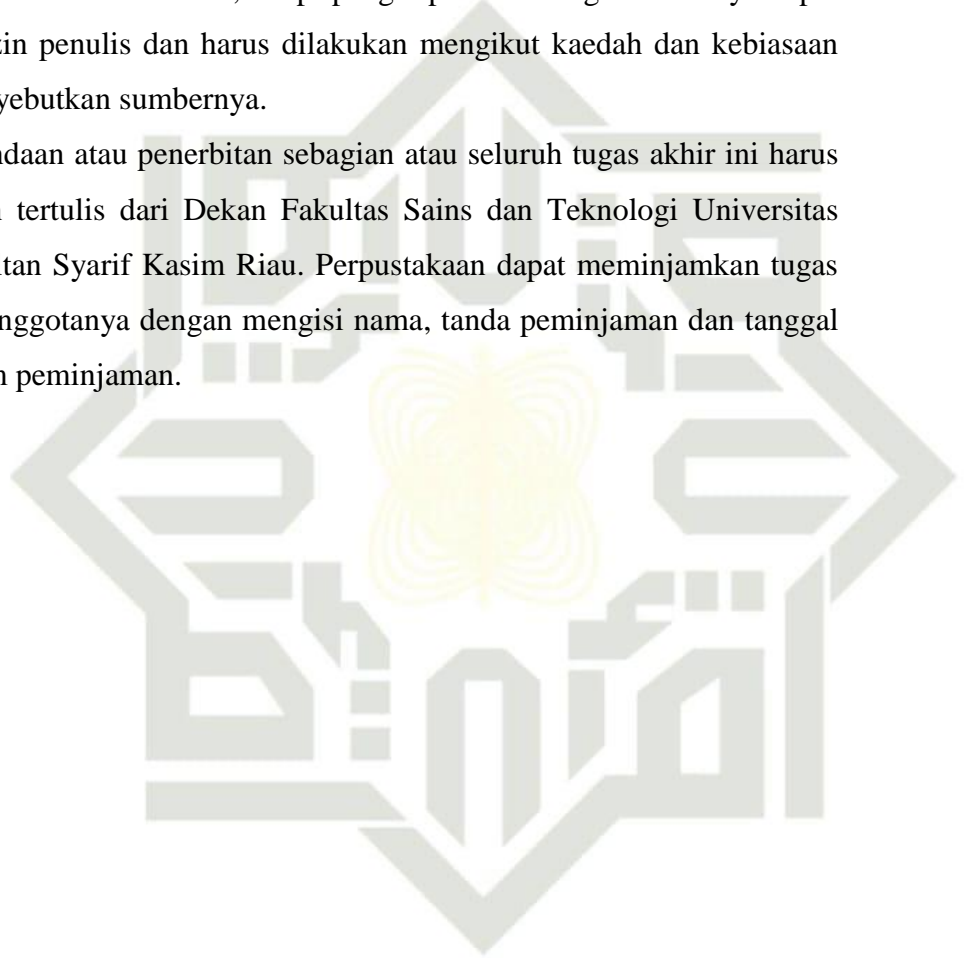 zin penulis dan harus dilakukan mengikut kaedah dan kebiasaan
yebutkan sumbernya.
ndaan atau penerbitan sebagian atau seluruh tugas akhir ini harus
n tertulis dari Dekan Fakultas Sains dan Teknologi Universitas
ltan Syarif Kasim Riau. Perpustakaan dapat meminjamkan tugas
nggotanya dengan mengisi nama, tanda peminjaman dan tanggal
n peminjaman.